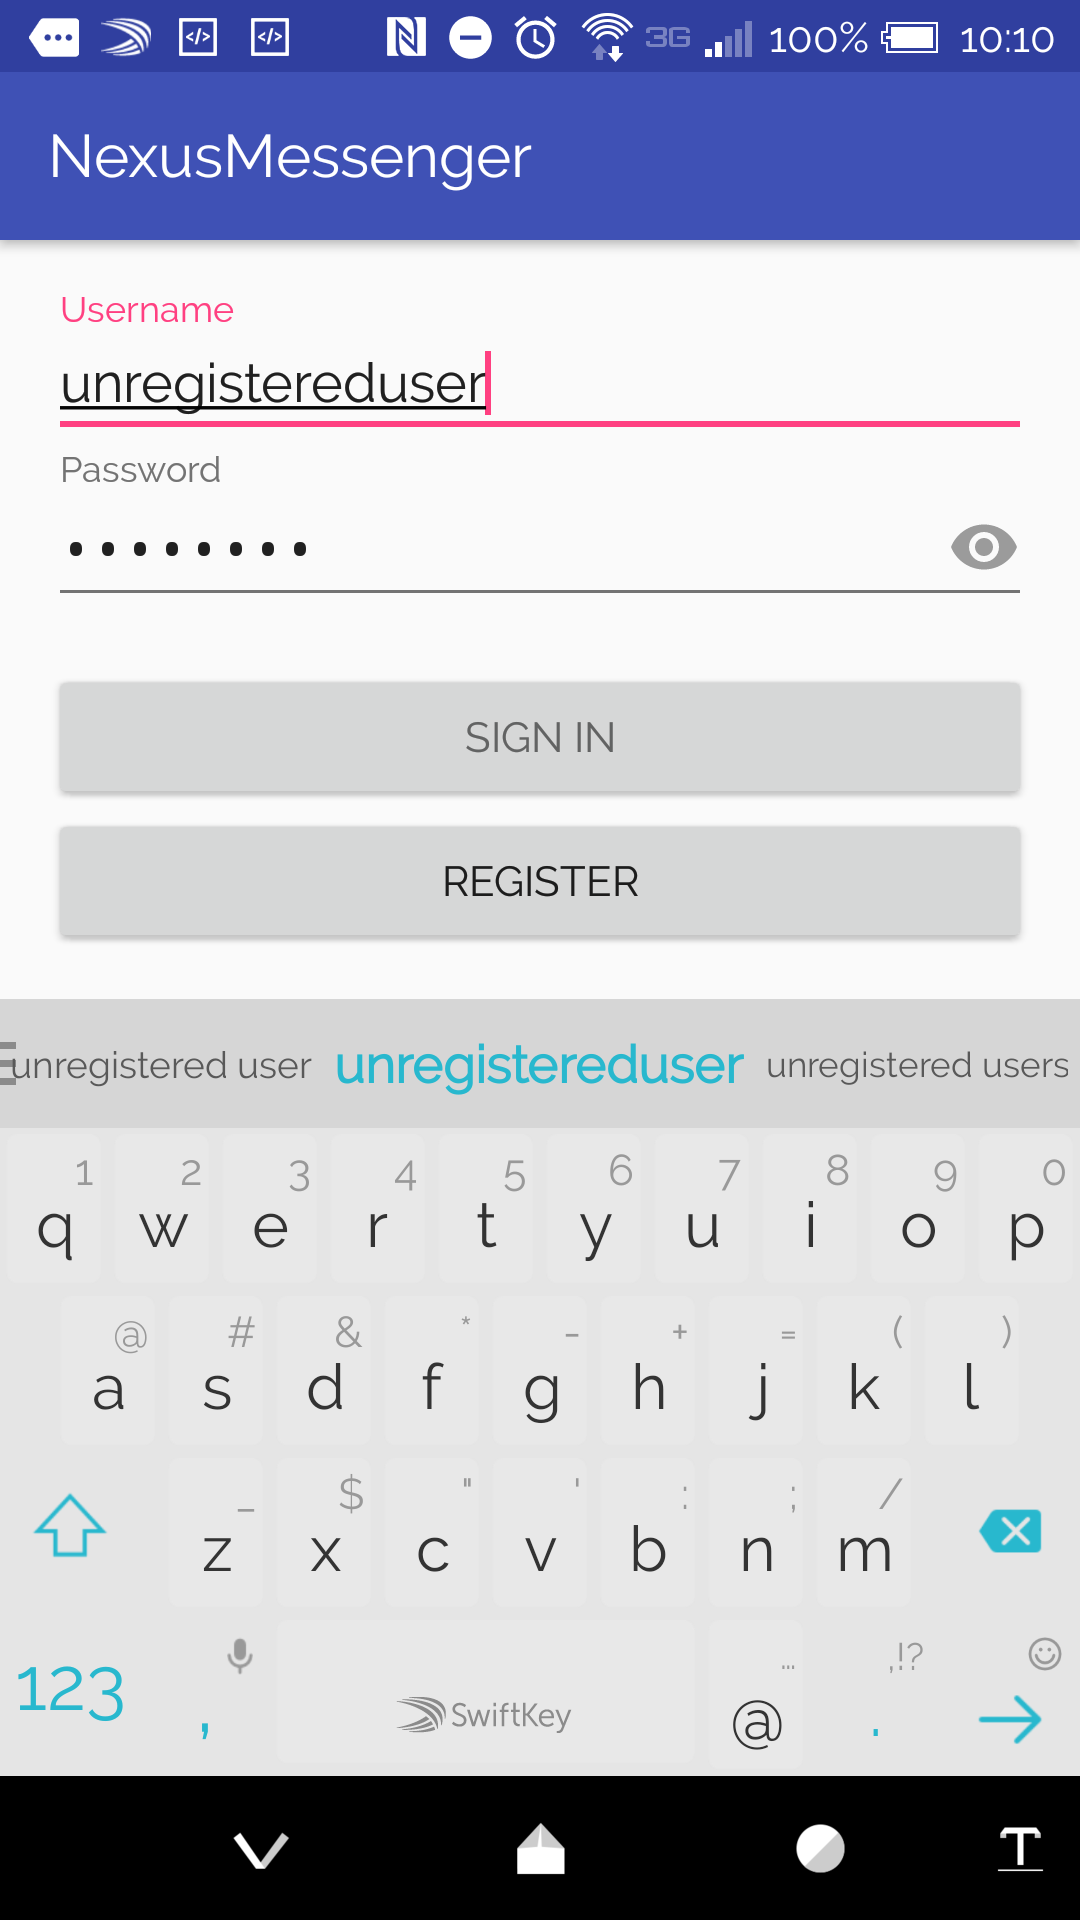 3G 100% 10:10
NexusMessenger
Username
unregistereduser
Password
SIGN IN
REGISTER
unregistered user unregistereduser unregistered users
1 2 3 4 5 6 7 8 9 0
q w e r t y u i o p
@ # & * - + = ( )
a s d f g h j k l
_ $ " ' : ; /
z x c v b n m
... ,!?
123 , SwiftKey @ .
T